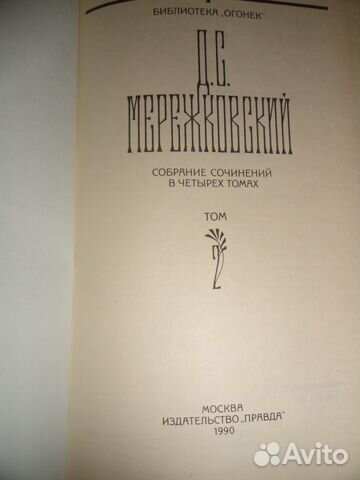 БИБЛИОТЕКА „ОГОНЕК"
Д.С.
МЕРЕЖКОВСКИЙ
СОБРАНИЕ СОЧИНЕНИЙ
В ЧЕТЫРЕХ ТОМАХ
ТОМ
2
МОСКВА
ИЗДАТЕЛЬСТВО „ПРАВДА"
1990
Avito